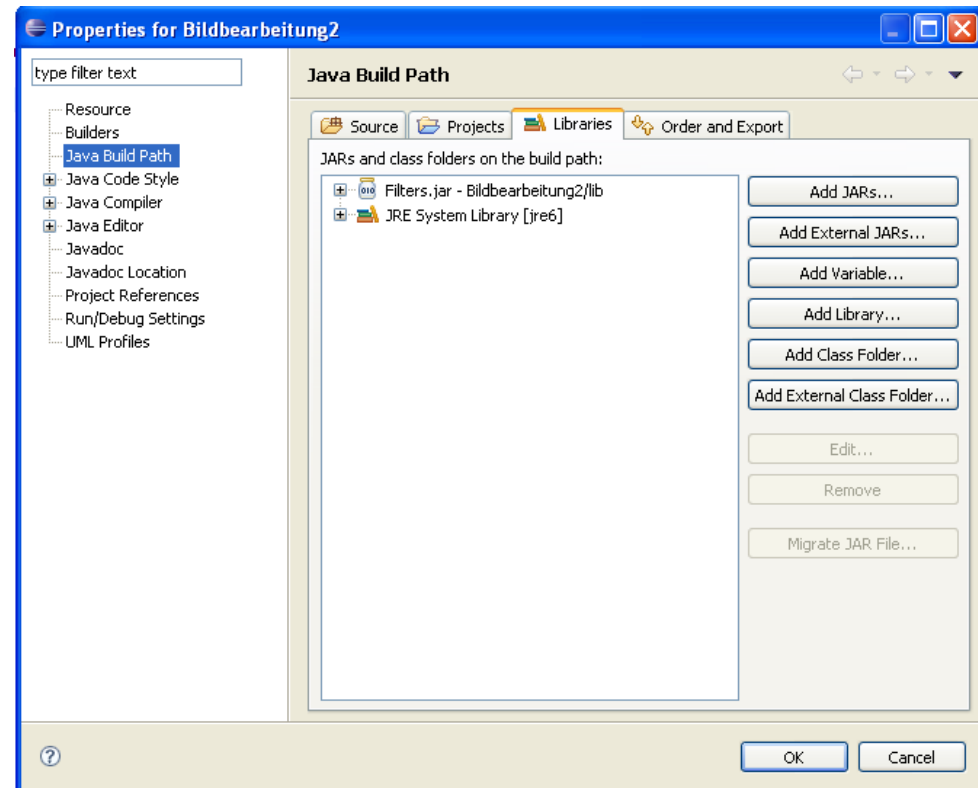 Properties for Bildbearbeitung2
type filter text
Resource
Builders
Java Build Path
Java Code Style
Java Compiler
Java Editor
Javadoc
Javadoc Location
Project References
Run/Debug Settings
UML Profiles
Java Build Path
Source
Projects
Libraries
Order and Export
JARs and class folders on the build path:
Filters.jar - Bildbearbeitung2/lib
JRE System Library [jre6]
Add JARs...
Add External JARs...
Add Variable...
Add Library...
Add Class Folder...
Add External Class Folder...
Edit...
Remove
Migrate JAR File...
OK
Cancel